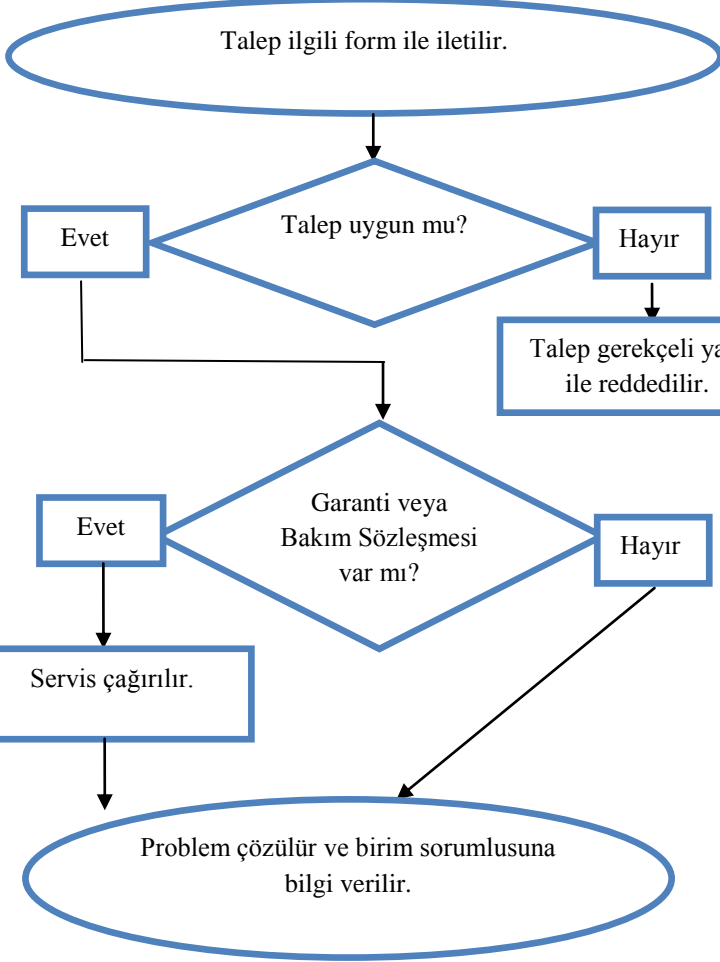 Talep ilgili form ile iletilir.
Talep uygun mu?
Evet
Hayır
Talep gerekçeli
ile reddedilir.
Garanti veya
Bakım Sözleşmesi
var mı?
Evet
Hayır
Servis çağırılır.
Problem çözülür ve birim sorumlusuna
bilgi verilir.